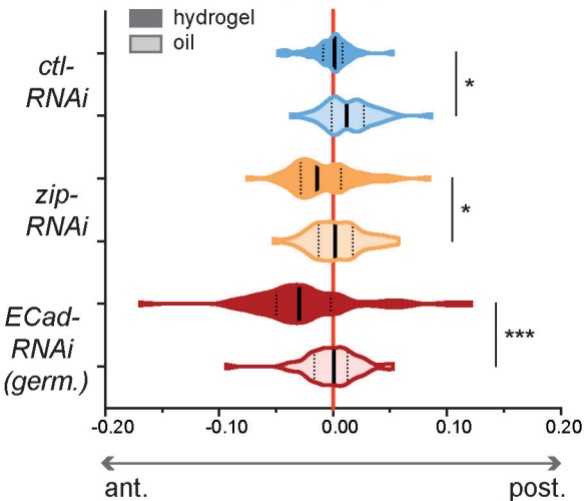 hydrogel
oil
ctl-
RNAi
*
zip-
RNAi
*
ECad-
RNAi
(germ.)
***
-0.20 -0.10 0.00 0.10 0.20
ant. post.